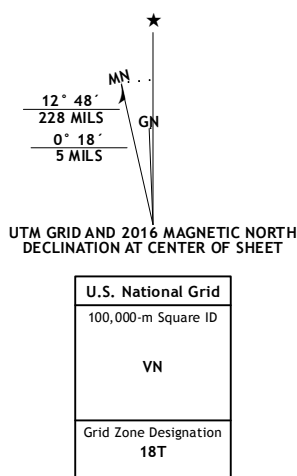 MN
12° 48´
228 MILS
GN
0° 18´
5 MILS
UTM GRID AND 2016 MAGNETIC NORTH
DECLINATION AT CENTER OF SHEET
U.S. National Grid
100,000-m Square ID
VN
Grid Zone Designation
18T